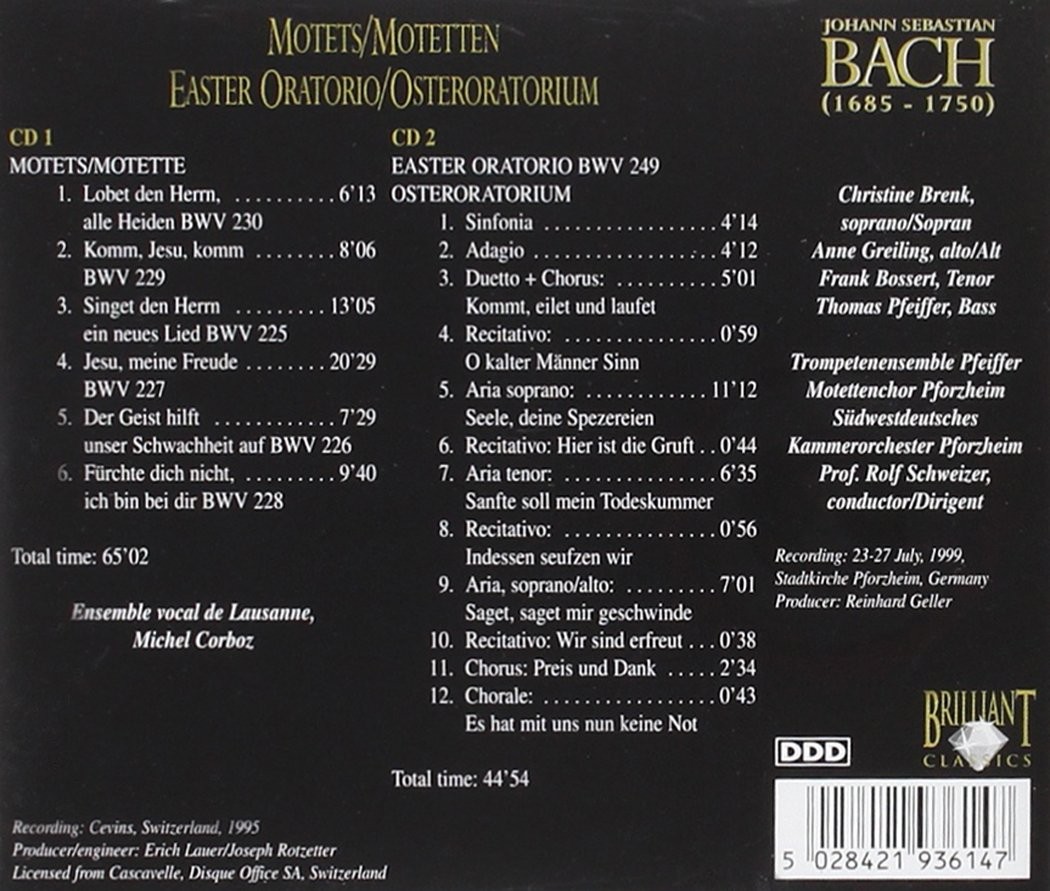 MOTETS/MOTETTEN
EASTER ORATORIO/OSTERORATORIUM
JOHANN SEBASTIAN
BACH
(1685 - 1750)
CD 1
MOTETS/MOTETTE
1. Lobet den Herrn, .......... 6'13
alle Heiden BWV 230
2. Komm, Jesu, komm ........ 8'06
BWV 229
3. Singet den Herrn ......... 13'05
ein neues Lied BWV 225
4. Jesu, meine Freude ....... 20'29
BWV 227
5. Der Geist hilft ............ 7'29
unser Schwachheit auf BWV 226
6. Fürchte dich nicht, ......... 9'40
ich bin bei dir BWV 228
Total time: 65'02
Ensemble vocal de Lausanne,
Michel Corboz
Recording: Cevins, Switzerland, 1995
Producer/engineer: Erich Lauer/Joseph Rotzetter
Licensed from Cascavelle, Disque Office SA, Switzerland
CD 2
EASTER ORATORIO BWV 249
OSTERORATORIUM
1. Sinfonia ................. 4'14
2. Adagio .................. 4'12
3. Duetto + Chorus: .......... 5'01
Kommt, eilet und laufet
4. Recitativo: ............... 0'59
O kalter Männer Sinn
5. Aria soprano: ............ 11'12
Seele, deine Spezereien
6. Recitativo: Hier ist die Gruft .. 0'44
7. Aria tenor: ............... 6'35
Sanfte soll mein Todeskummer
8. Recitativo: ............... 0'56
Indessen seufzen wir
9. Aria, soprano/alto: ........ 7'01
Saget, saget mir geschwinde
10. Recitativo: Wir sind erfreut ... 0'38
11. Chorus: Preis und Dank ..... 2'34
12. Chorale: ................. 0'43
Es hat mit uns nun keine Not
Total time: 44'54
Christine Brenk,
soprano/Sopran
Anne Greiling, alto/Alt
Frank Bossert, Tenor
Thomas Pfeiffer, Bass
Trompetenensemble Pfeiffer
Motettenchor Pforzheim
Südwestdeutsches
Kammerorchester Pforzheim
Prof. Rolf Schweizer,
conductor/Dirigent
Recording: 23-27 July, 1999,
Stadtkirche Pforzheim, Germany
Producer: Reinhard Geller
BRILLIANT
CLASSICS
DDD
5 028421 936147